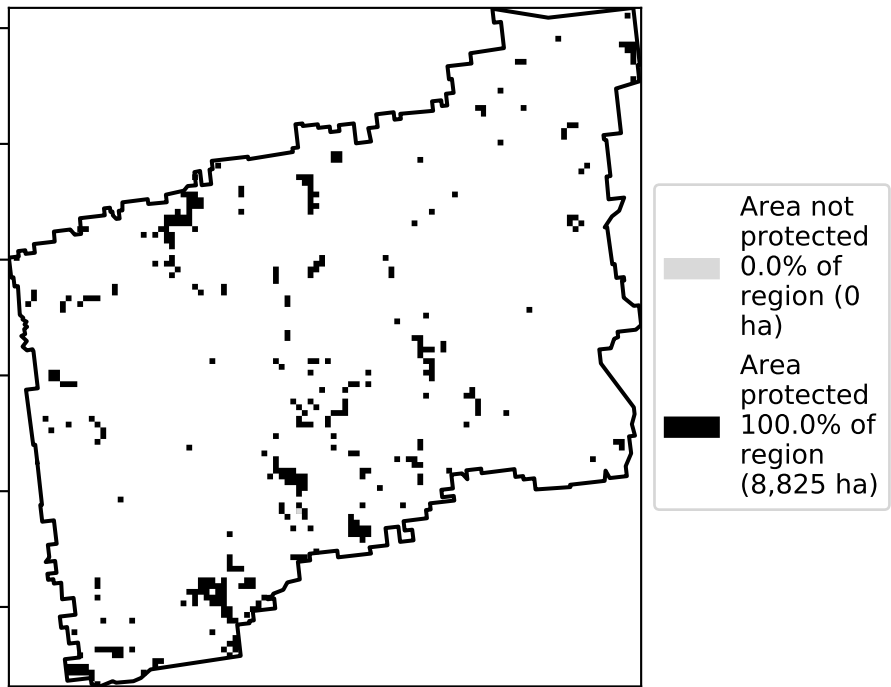 Area not
protected
0.0% of
region (0
ha)
Area
protected
100.0% of
region
(8,825 ha)